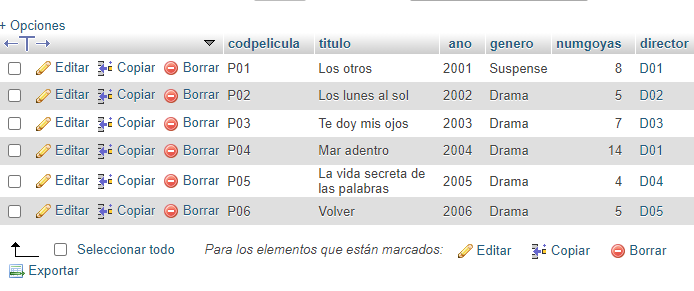 + Opciones
←T→ codpelicula titulo ano genero numgoyas director
Editar Copiar Borrar P01 Los otros 2001 Suspense 8 D01
Editar Copiar Borrar P02 Los lunes al sol 2002 Drama 5 D02
Editar Copiar Borrar P03 Te doy mis ojos 2003 Drama 7 D03
Editar Copiar Borrar P04 Mar adentro 2004 Drama 14 D01
Editar Copiar Borrar P05 La vida secreta de 2005 Drama 4 D04
las palabras
Editar Copiar Borrar P06 Volver 2006 Drama 5 D05
Seleccionar todo Para los elementos que están marcados: Editar Copiar Borrar
Exportar